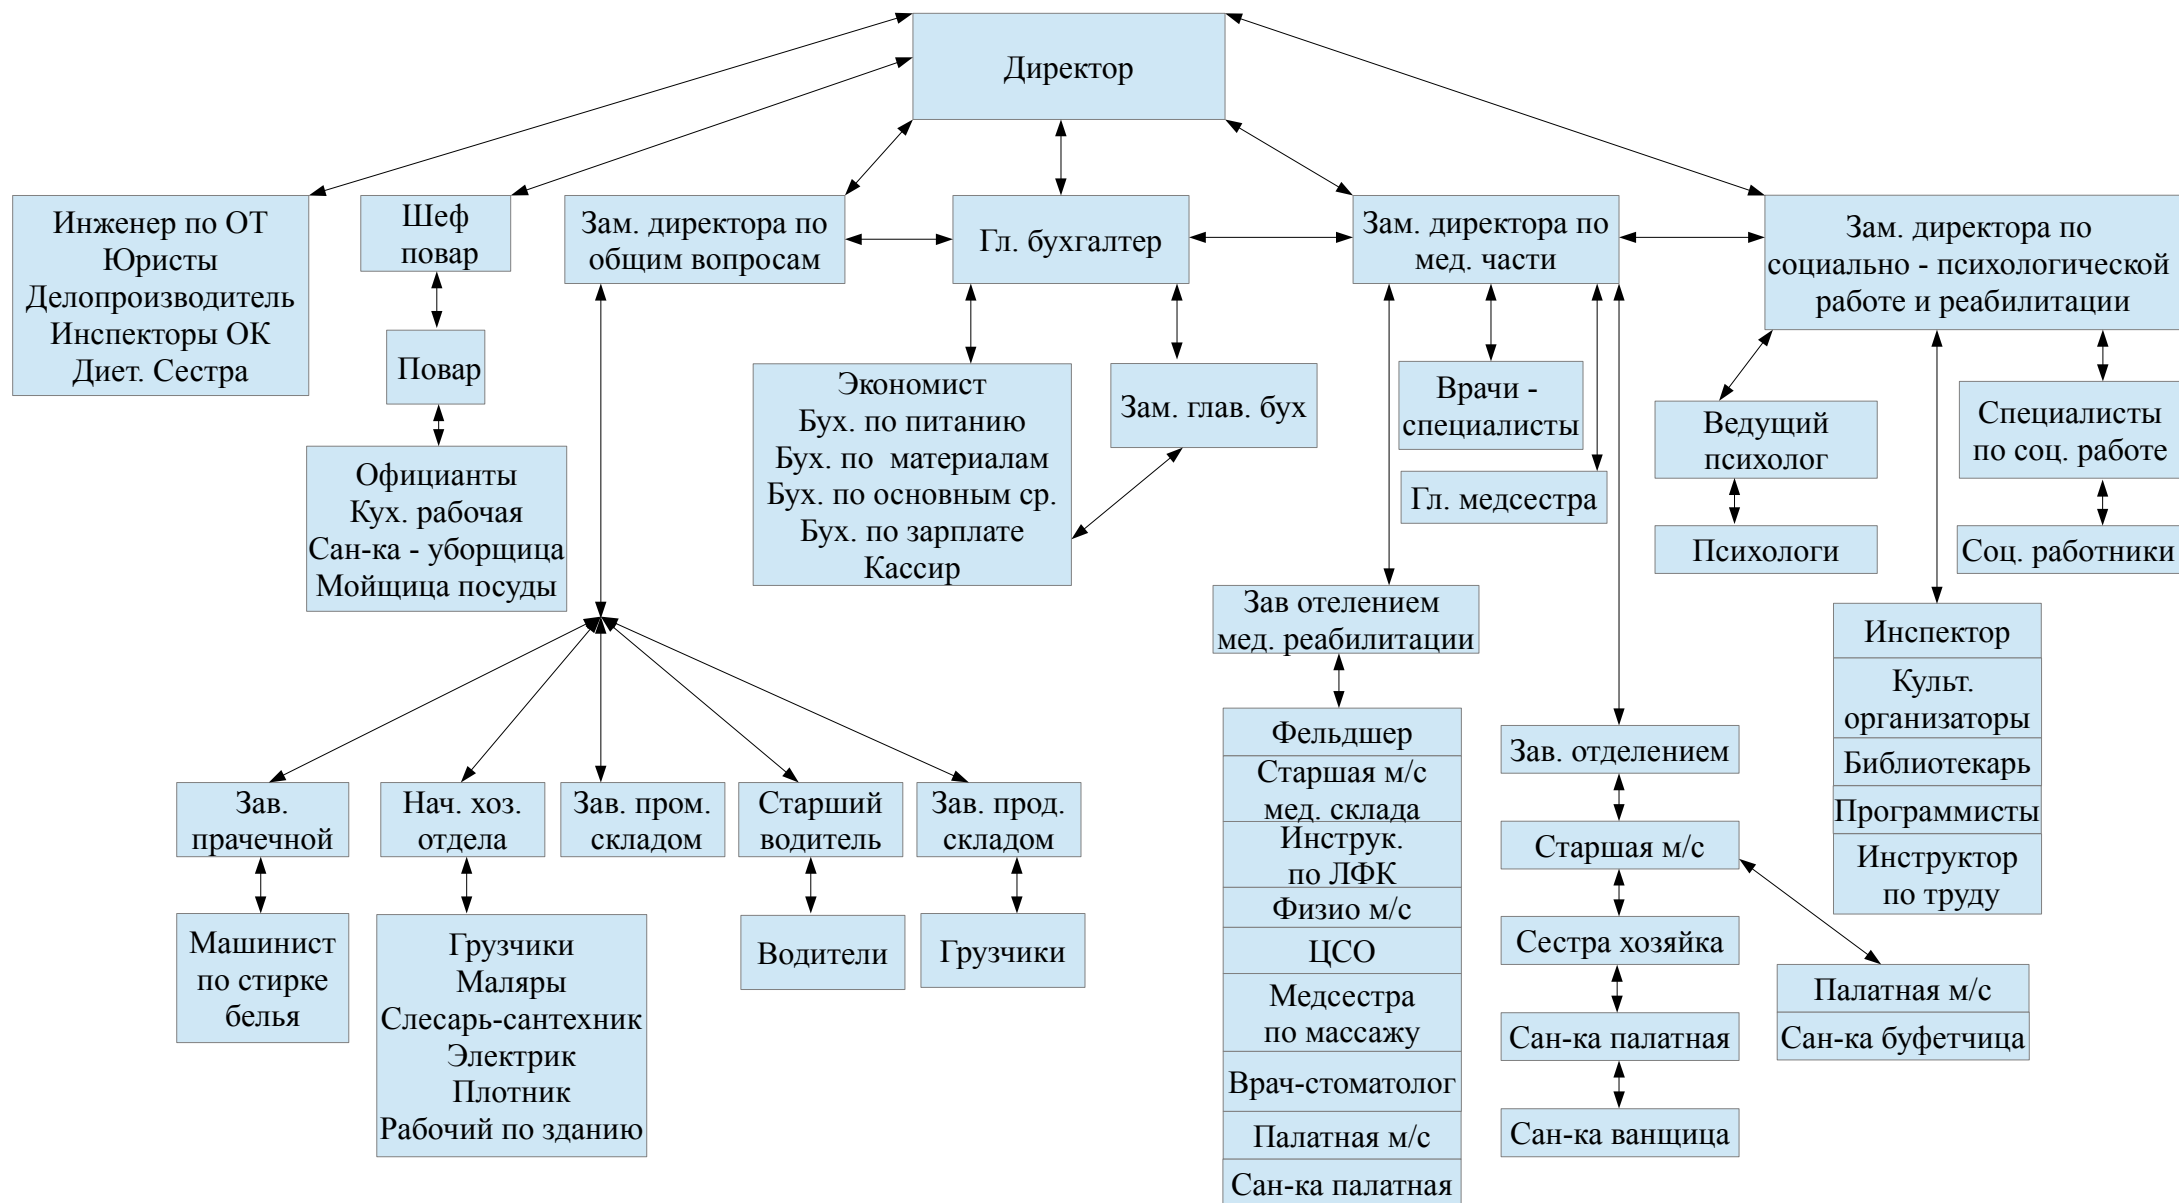 Директор
Инженер по ОТ
Юристы
Делопроизводитель
Инспекторы ОК
Диет. Сестра
Шеф
повар
Зам. директора по
общим вопросам
Гл. бухгалтер
Зам. директора по
мед. части
Зам. директора по
социально - психологической
работе и реабилитации
Повар
Официанты
Кух. рабочая
Сан-ка - уборщица
Мойщица посуды
Экономист
Бух. по питанию
Бух. по  материалам
Бух. по основным ср.
Бух. по зарплате
Кассир
Зам. глав. бух
Врачи -
специалисты
Гл. медсестра
Ведущий
психолог
Психологи
Специалисты
по соц. работе
Соц. работники
Зав отелением
мед. реабилитации
Инспектор
Культ.
организаторы
Библиотекарь
Программисты
Инструктор
по труду
Зав.
прачечной
Нач. хоз.
отдела
Зав. пром.
складом
Старший
водитель
Зав. прод.
складом
Машинист
по стирке
белья
Грузчики
Маляры
Слесарь-сантехник
Электрик
Плотник
Рабочий по зданию
Водители
Грузчики
Фельдшер
Старшая м/с
мед. склада
Инструк.
по ЛФК
Физио м/с
ЦСО
Медсестра
по массажу
Врач-стоматолог
Палатная м/с
Сан-ка палатная
Зав. отделением
Старшая м/с
Сестра хозяйка
Сан-ка палатная
Сан-ка ванщица
Палатная м/с
Сан-ка буфетчица